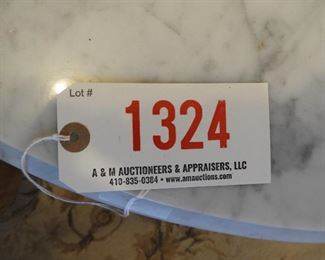 Lot #
1324
A & M AUCTIONEERS & APPRAISERS, LLC
410-835-0384 • www.amauctions.com